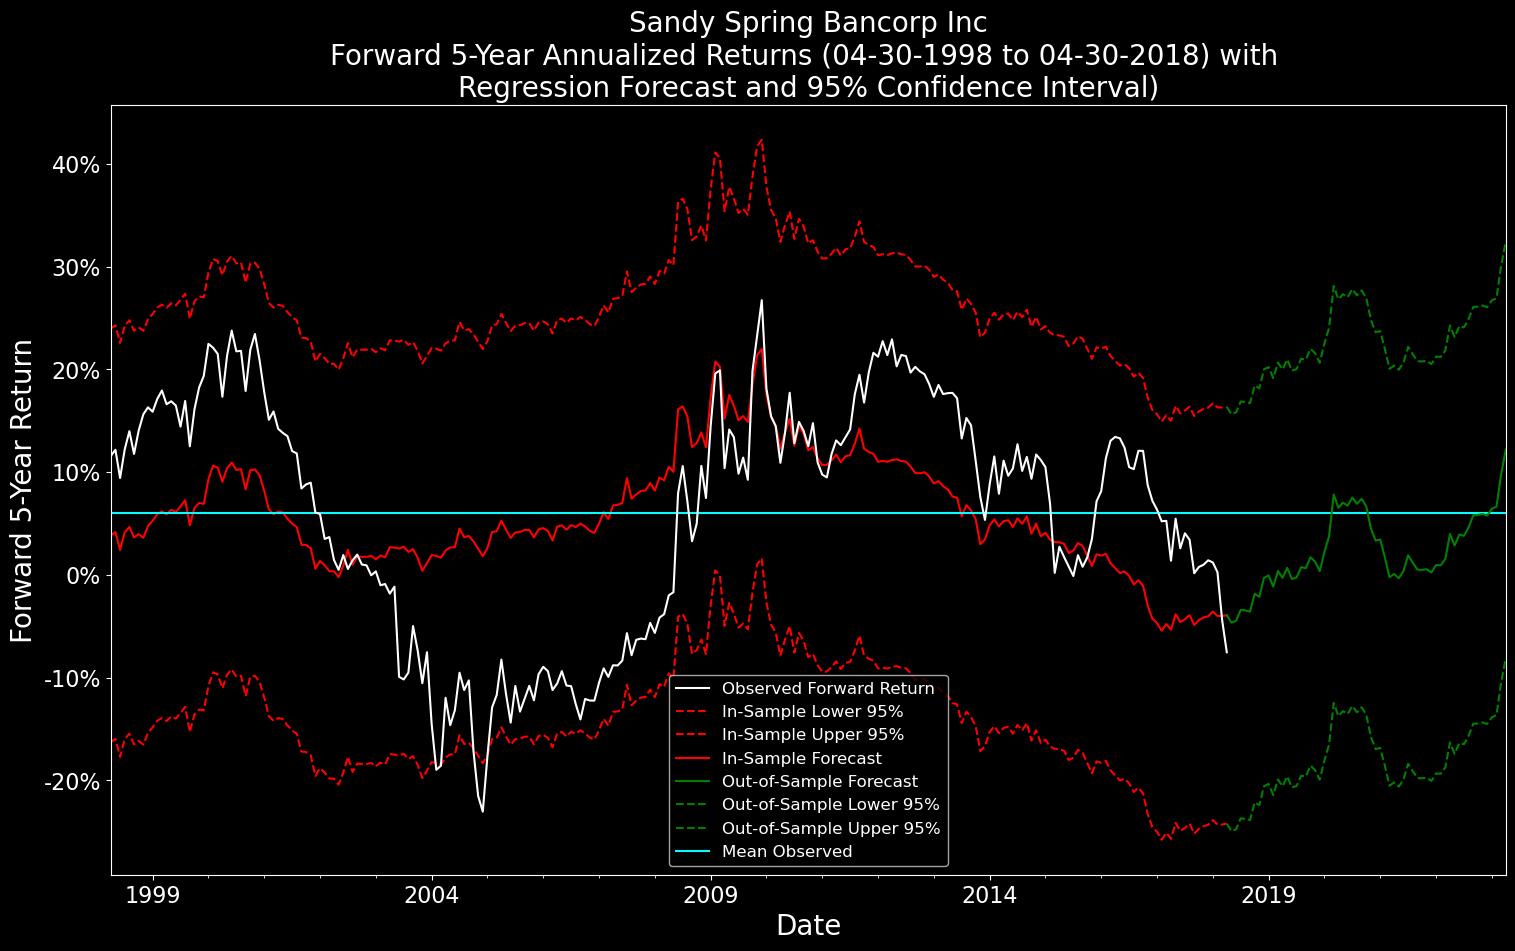 Sandy Spring Bancorp Inc
Forward 5-Year Annualized Returns (04-30-1998 to 04-30-2018) with
Regression Forecast and 95% Confidence Interval)
Forward 5-Year Return
40%
30%
20%
10%
0%
-10%
-20%
Observed Forward Return
In-Sample Lower 95%
In-Sample Upper 95%
In-Sample Forecast
Out-of-Sample Forecast
Out-of-Sample Lower 95%
Out-of-Sample Upper 95%
Mean Observed
1999 2004 2009 2014 2019
Date